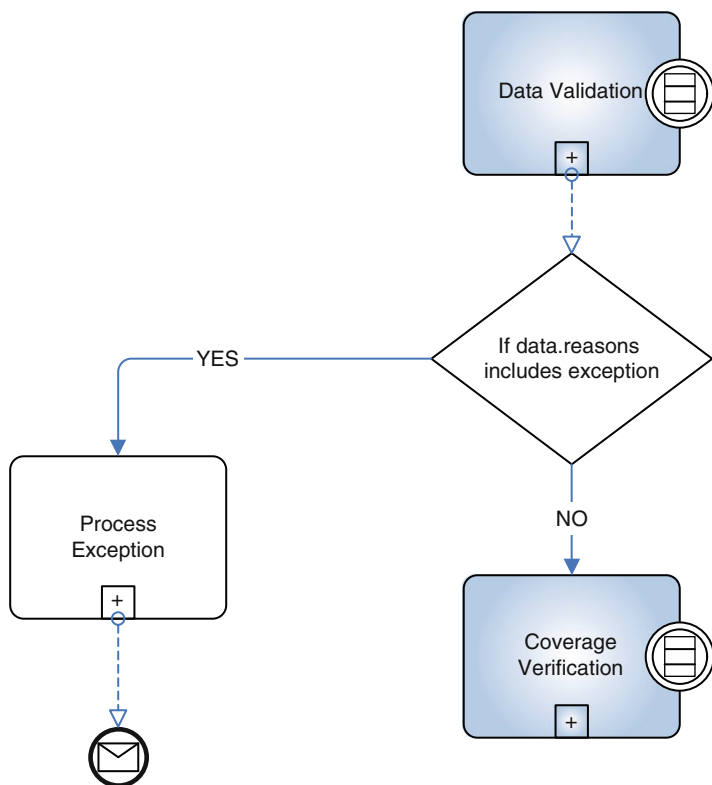 Data Validation
+
If data.reasons
includes exception
YES
Process
Exception
+
NO
Coverage
Verification
+